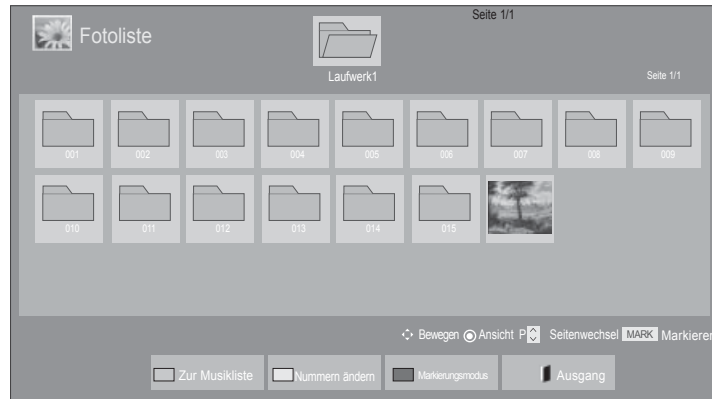 Seite 1/1
Fotoliste
Laufwerk1
Seite 1/1
001 002 003 004 005 006 007 008 009
010 011 012 013 014 015
Bewegen Ansicht P Seitenwechsel MARK Markieren
Zur Musikliste Nummern ändern Markierungsmodus Ausgang